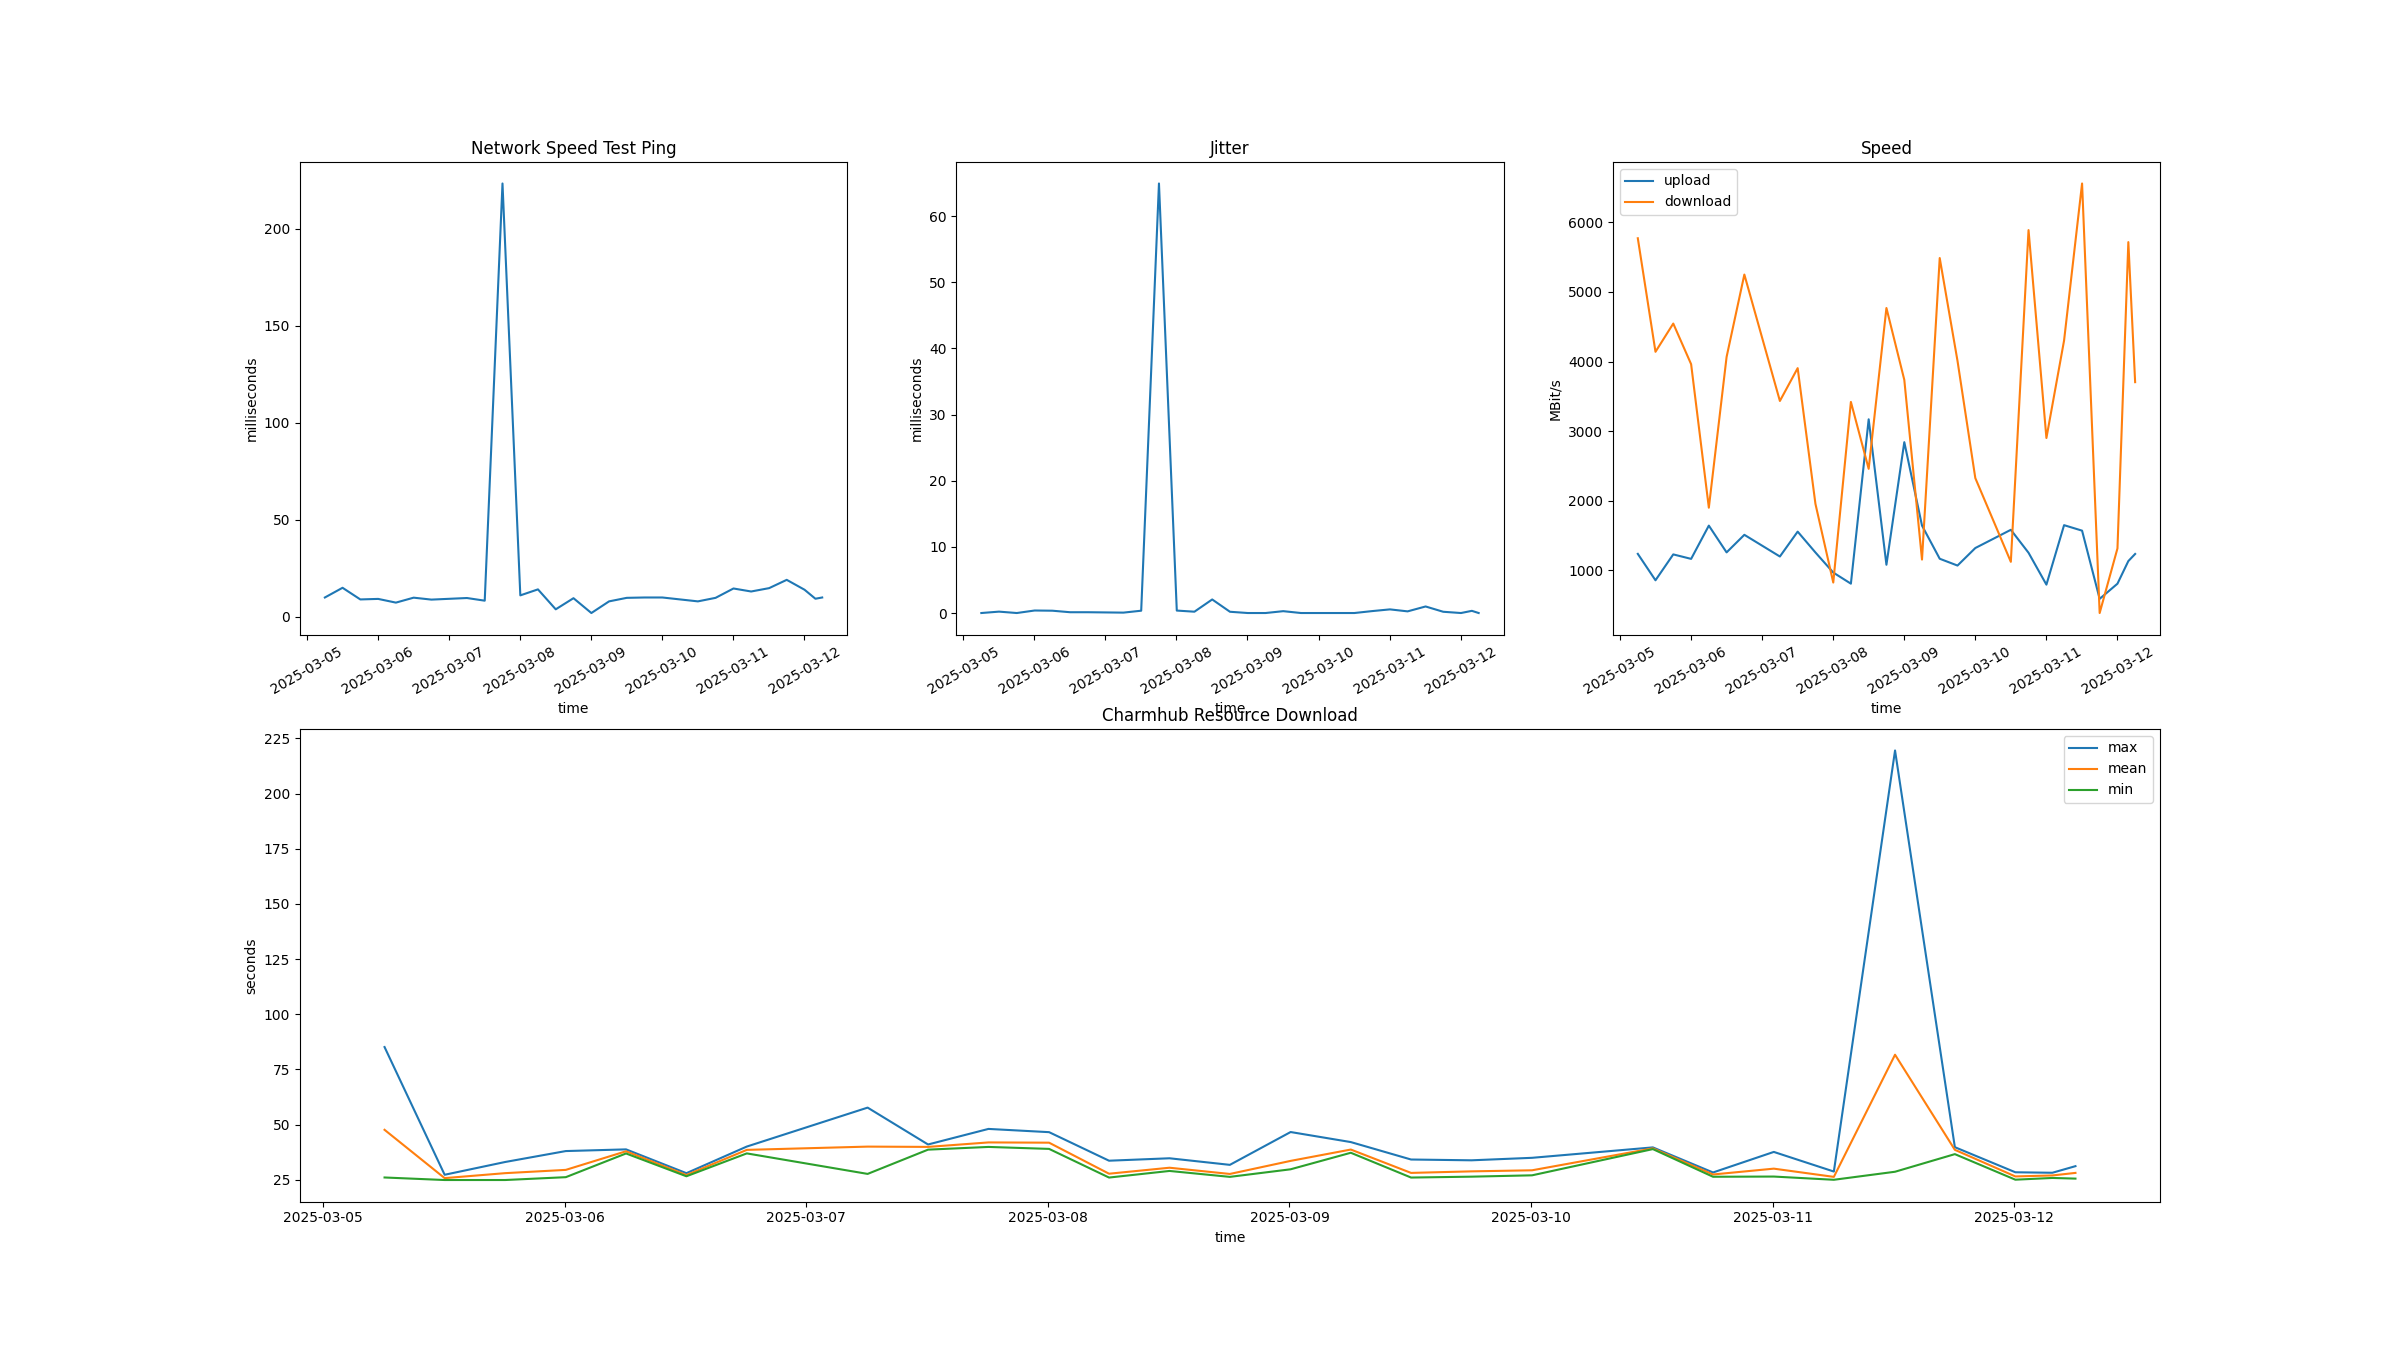 Network Speed Test Ping
milliseconds
200
150
100
50
0
2025-03-05 2025-03-06 2025-03-07 2025-03-08 2025-03-09 2025-03-10 2025-03-11 2025-03-12
time
Jitter
milliseconds
60
50
40
30
20
10
0
2025-03-05 2025-03-06 2025-03-07 2025-03-08 2025-03-09 2025-03-10 2025-03-11 2025-03-12
time
Speed
upload
download
MBit/s
6000
5000
4000
3000
2000
1000
2025-03-05 2025-03-06 2025-03-07 2025-03-08 2025-03-09 2025-03-10 2025-03-11 2025-03-12
time
Charmhub Resource Download
max
mean
min
seconds
225
200
175
150
125
100
75
50
25
2025-03-05 2025-03-06 2025-03-07 2025-03-08 2025-03-09 2025-03-10 2025-03-11 2025-03-12
time